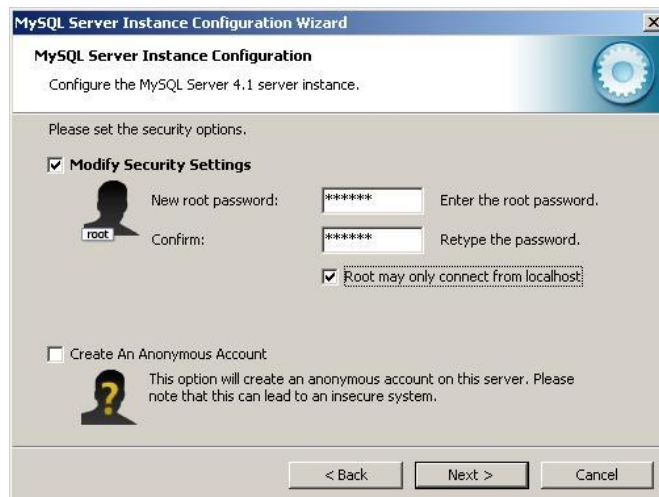 MySQL Server Instance Configuration Wizard
MySQL Server Instance Configuration
Configure the MySQL Server 4.1 server instance.
Please set the security options.
Modify Security Settings
New root password: ****** Enter the root password.
root
Confirm: ****** Retype the password.
Root may only connect from localhost
Create An Anonymous Account
This option will create an anonymous account on this server. Please
note that this can lead to an insecure system.
< Back Next > Cancel